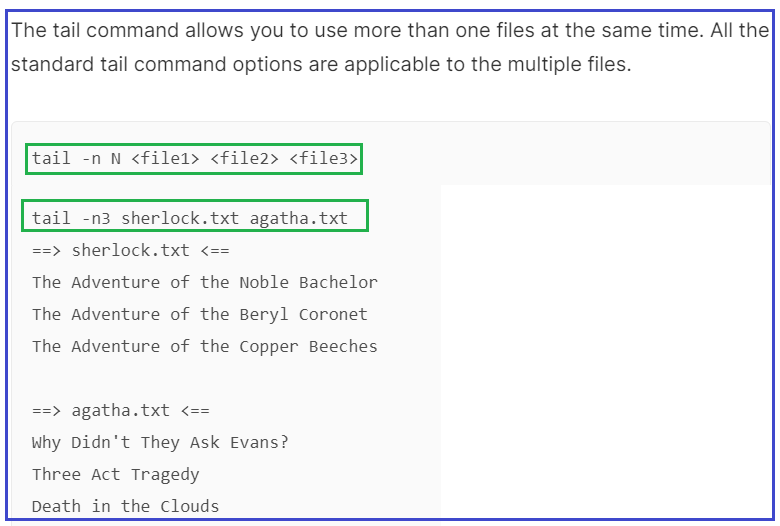 The tail command allows you to use more than one files at the same time. All the
standard tail command options are applicable to the multiple files.
tail -n N <file1> <file2> <file3>
tail -n3 sherlock.txt agatha.txt
==> sherlock.txt <==
The Adventure of the Noble Bachelor
The Adventure of the Beryl Coronet
The Adventure of the Copper Beeches
==> agatha.txt <==
Why Didn't They Ask Evans?
Three Act Tragedy
Death in the Clouds